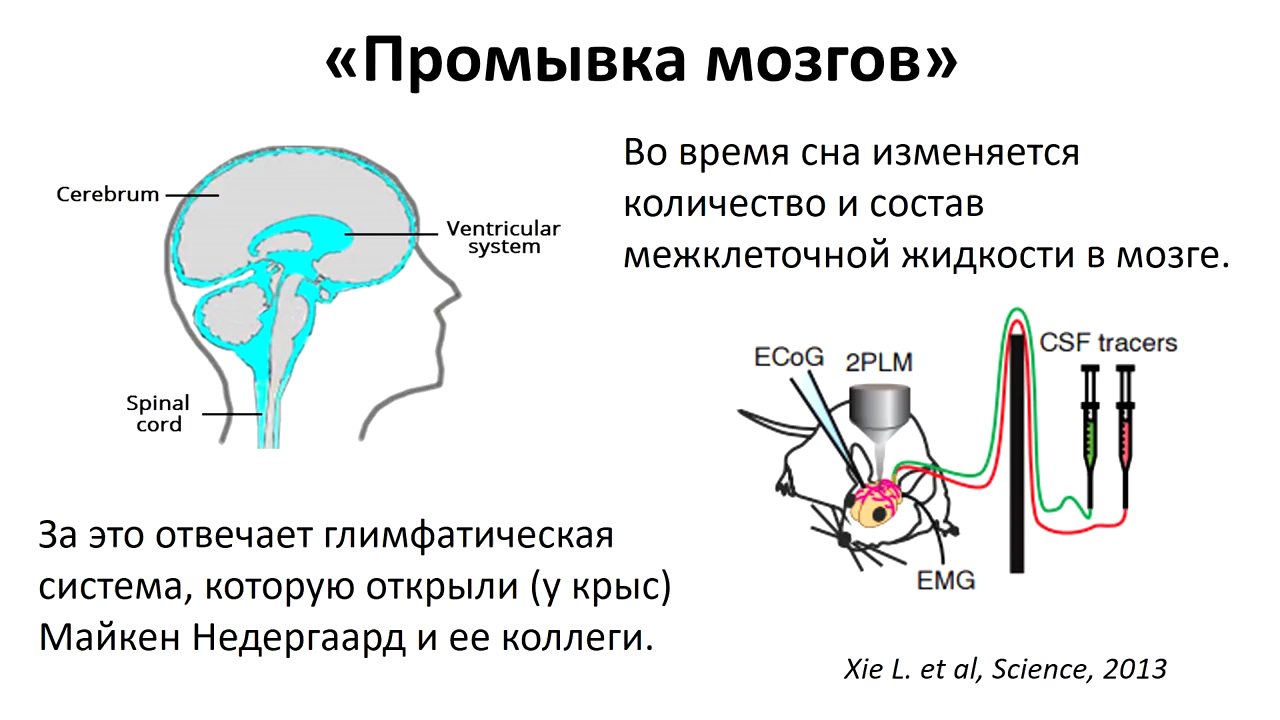 «Промывка мозгов»
Во время сна изменяется
количество и состав
межклеточной жидкости в мозге.
Cerebrum
Ventricular
system
Spinal
cord
ECoG
2PLM
CSF tracers
EMG
За это отвечает глимфатическая
система, которую открыли (у крыс)
Майкен Недергаард и ее коллеги.
Xie L. et al, Science, 2013